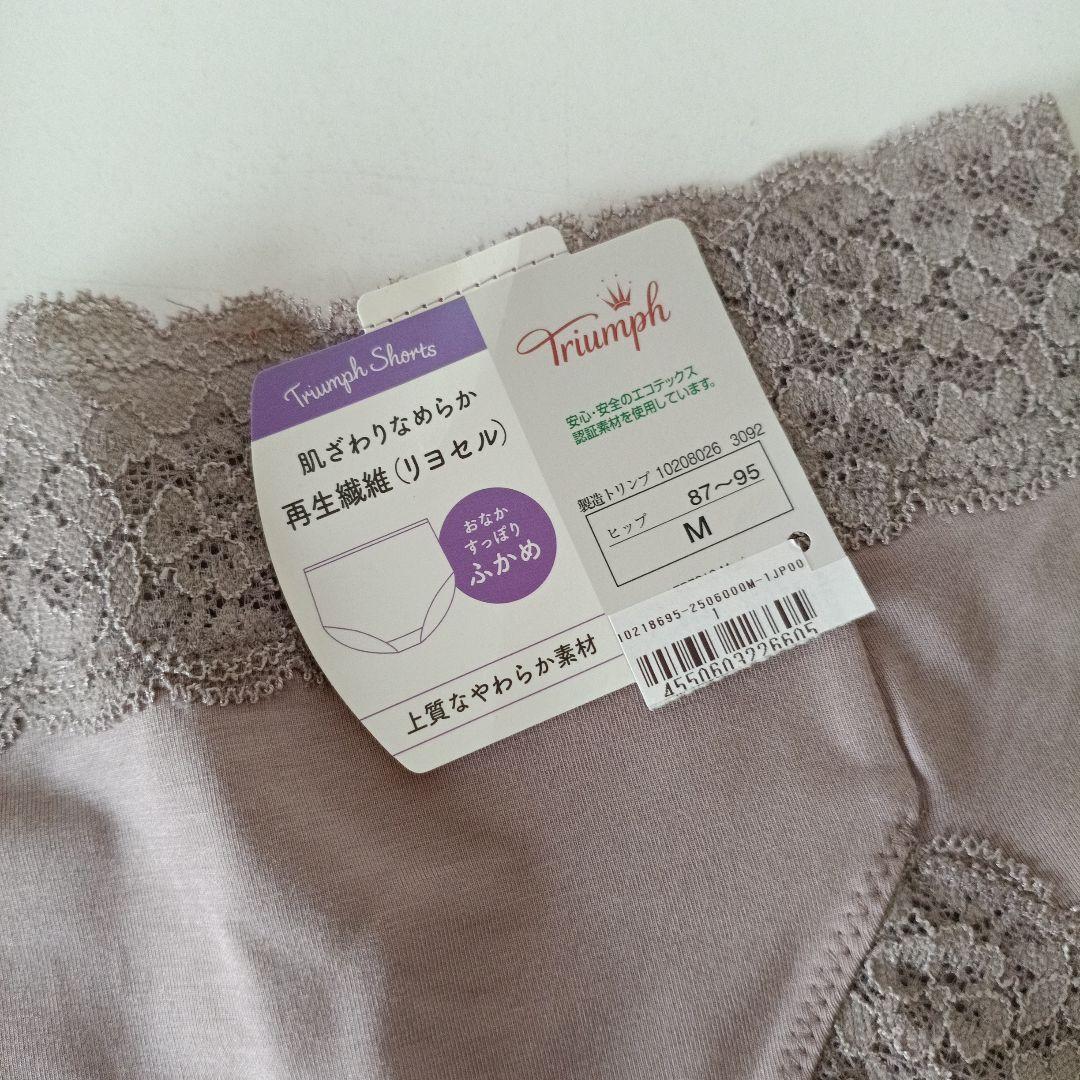 Triumph Shorts
肌ざわりなめらか
再生繊維(リヨセル)
おなか
すっぽり
ふかめ
上質なやわらか素材
Triumph
安心・安全のエコテックス
認証素材を使用しています。
製造トリンプ 10208026 3092
ヒップ 87〜95
M
10218695-2506000M-1JP00
1
4550603226605